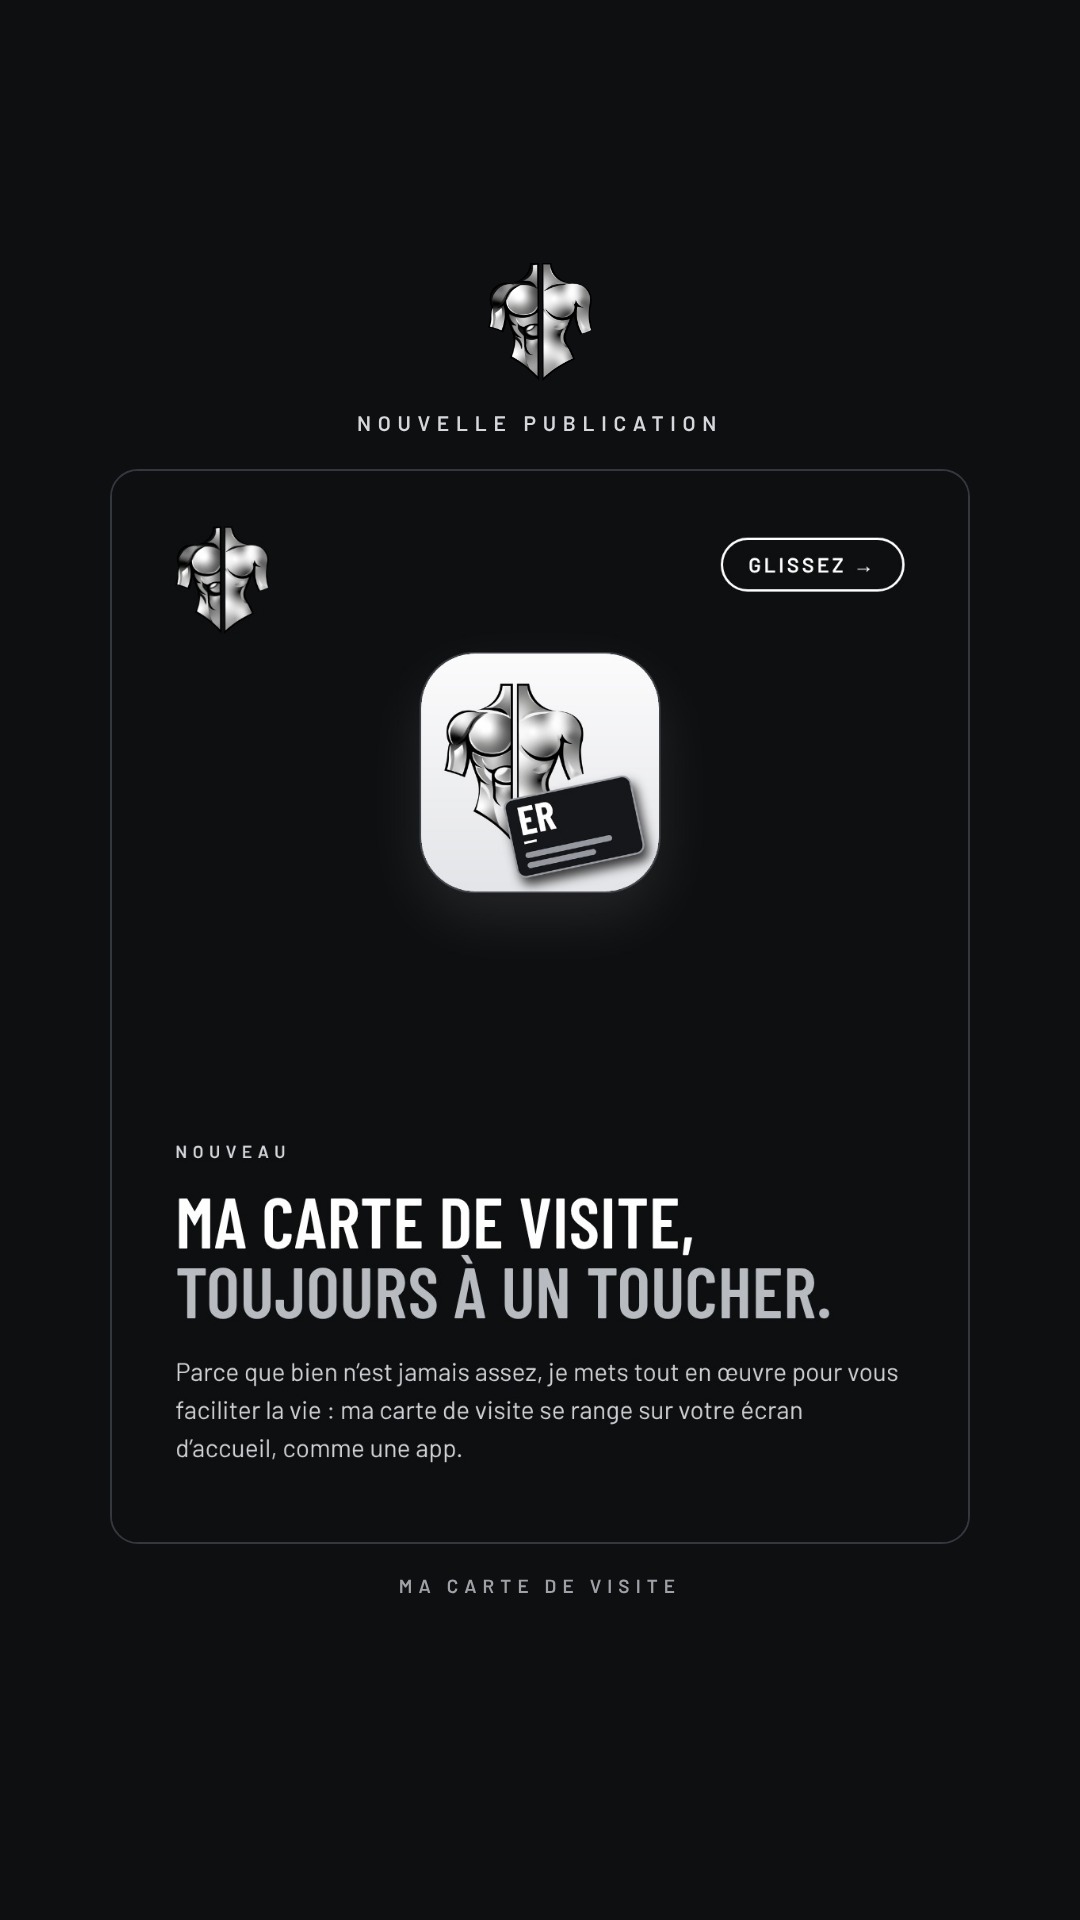 NOUVELLE PUBLICATION
GLISSEZ →
ER
NOUVEAU
MA CARTE DE VISITE,
TOUJOURS À UN TOUCHER.
Parce que bien n’est jamais assez, je mets tout en œuvre pour vous
faciliter la vie : ma carte de visite se range sur votre écran
d’accueil, comme une app.
MA CARTE DE VISITE